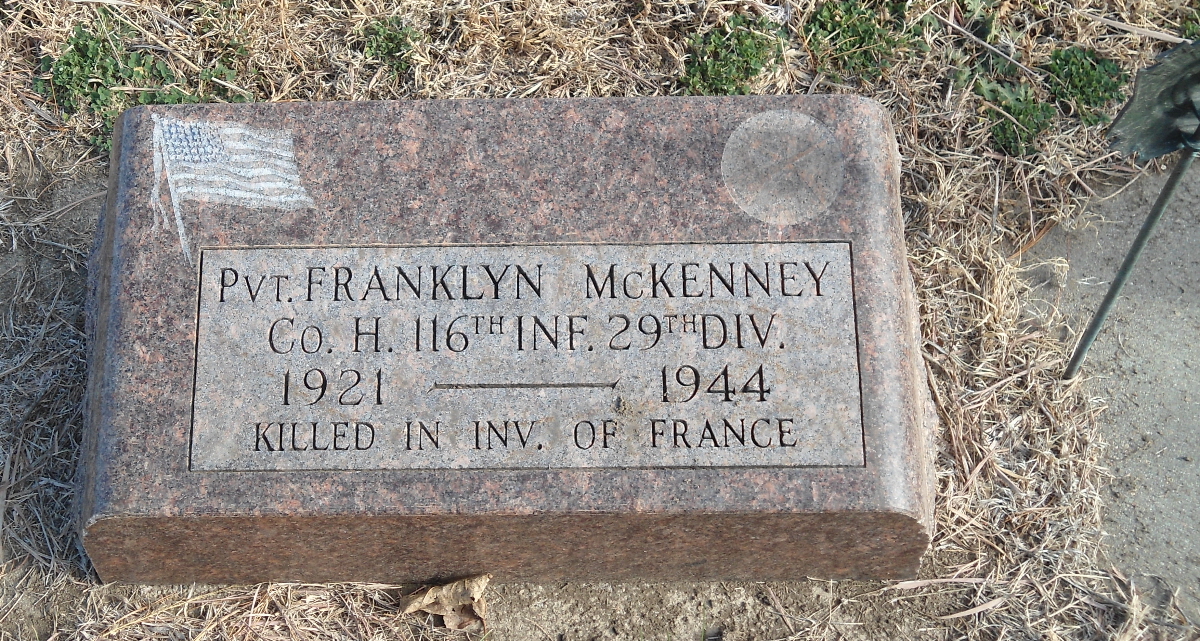 PVT. FRANKLYN McKENNEY
Co. H. 116TH INF. 29TH DIV.
1921 — 1944
KILLED IN INV. OF FRANCE